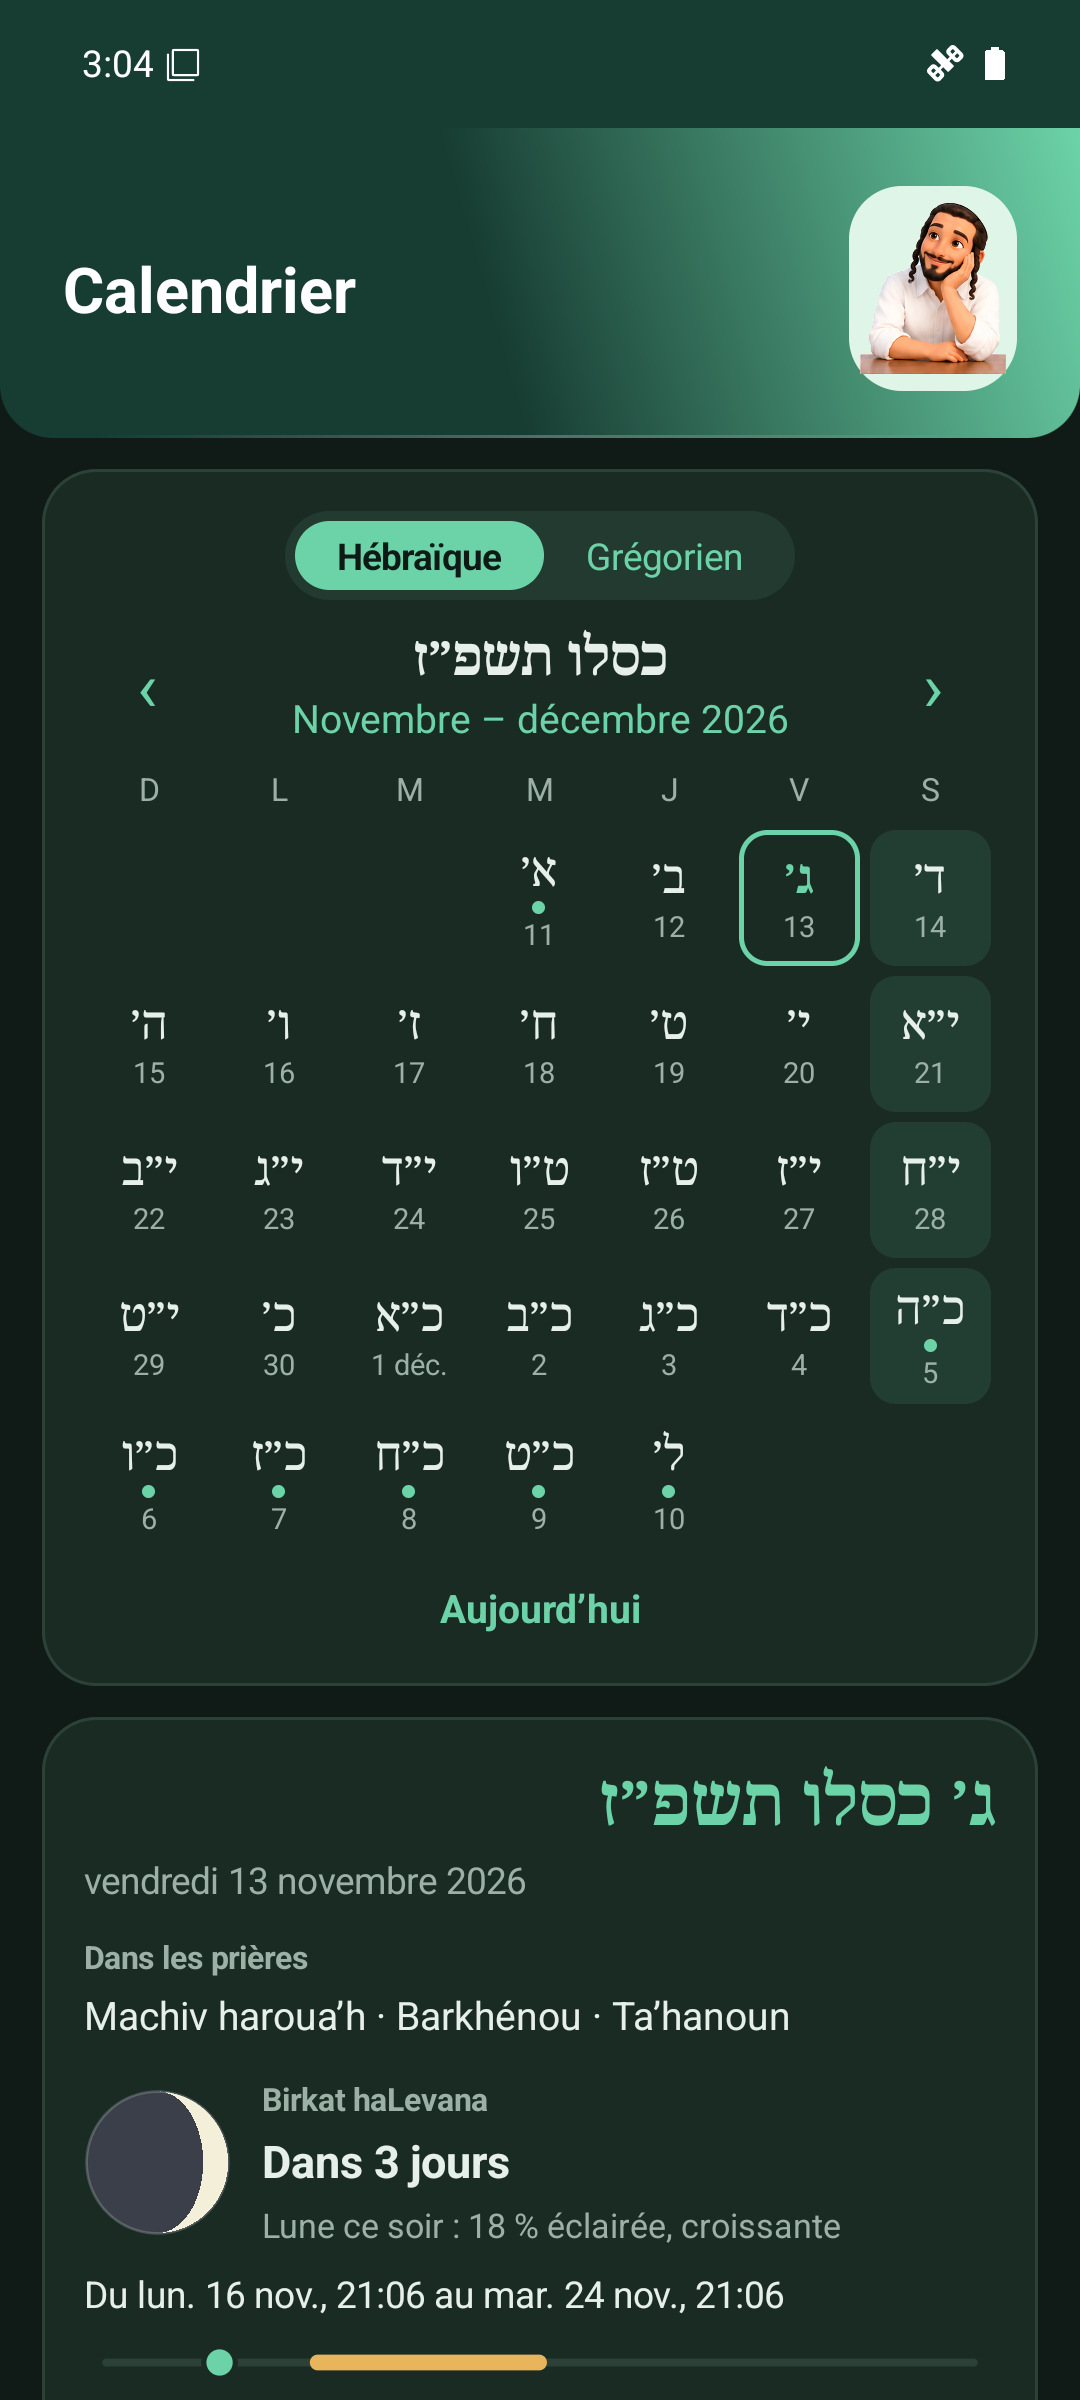 3:04
Calendrier
Hébraïque Grégorien
כסלו תשפ״ז
‹ ›
Novembre – décembre 2026
D L M M J V S
א׳ ב׳ ג׳ ד׳
11 12 13 14
ה׳ ו׳ ז׳ ח׳ ט׳ י׳ י״א
15 16 17 18 19 20 21
י״ב י״ג י״ד ט״ו ט״ז י״ז י״ח
22 23 24 25 26 27 28
י״ט כ׳ כ״א כ״ב כ״ג כ״ד כ״ה
29 30 1 déc. 2 3 4 5
כ״ו כ״ז כ״ח כ״ט ל׳
6 7 8 9 10
Aujourd’hui
ג׳ כסלו תשפ״ז
vendredi 13 novembre 2026
Dans les prières
Machiv haroua’h · Barkhénou · Ta’hanoun
Birkat haLevana
Dans 3 jours
Lune ce soir : 18 % éclairée, croissante
Du lun. 16 nov., 21:06 au mar. 24 nov., 21:06